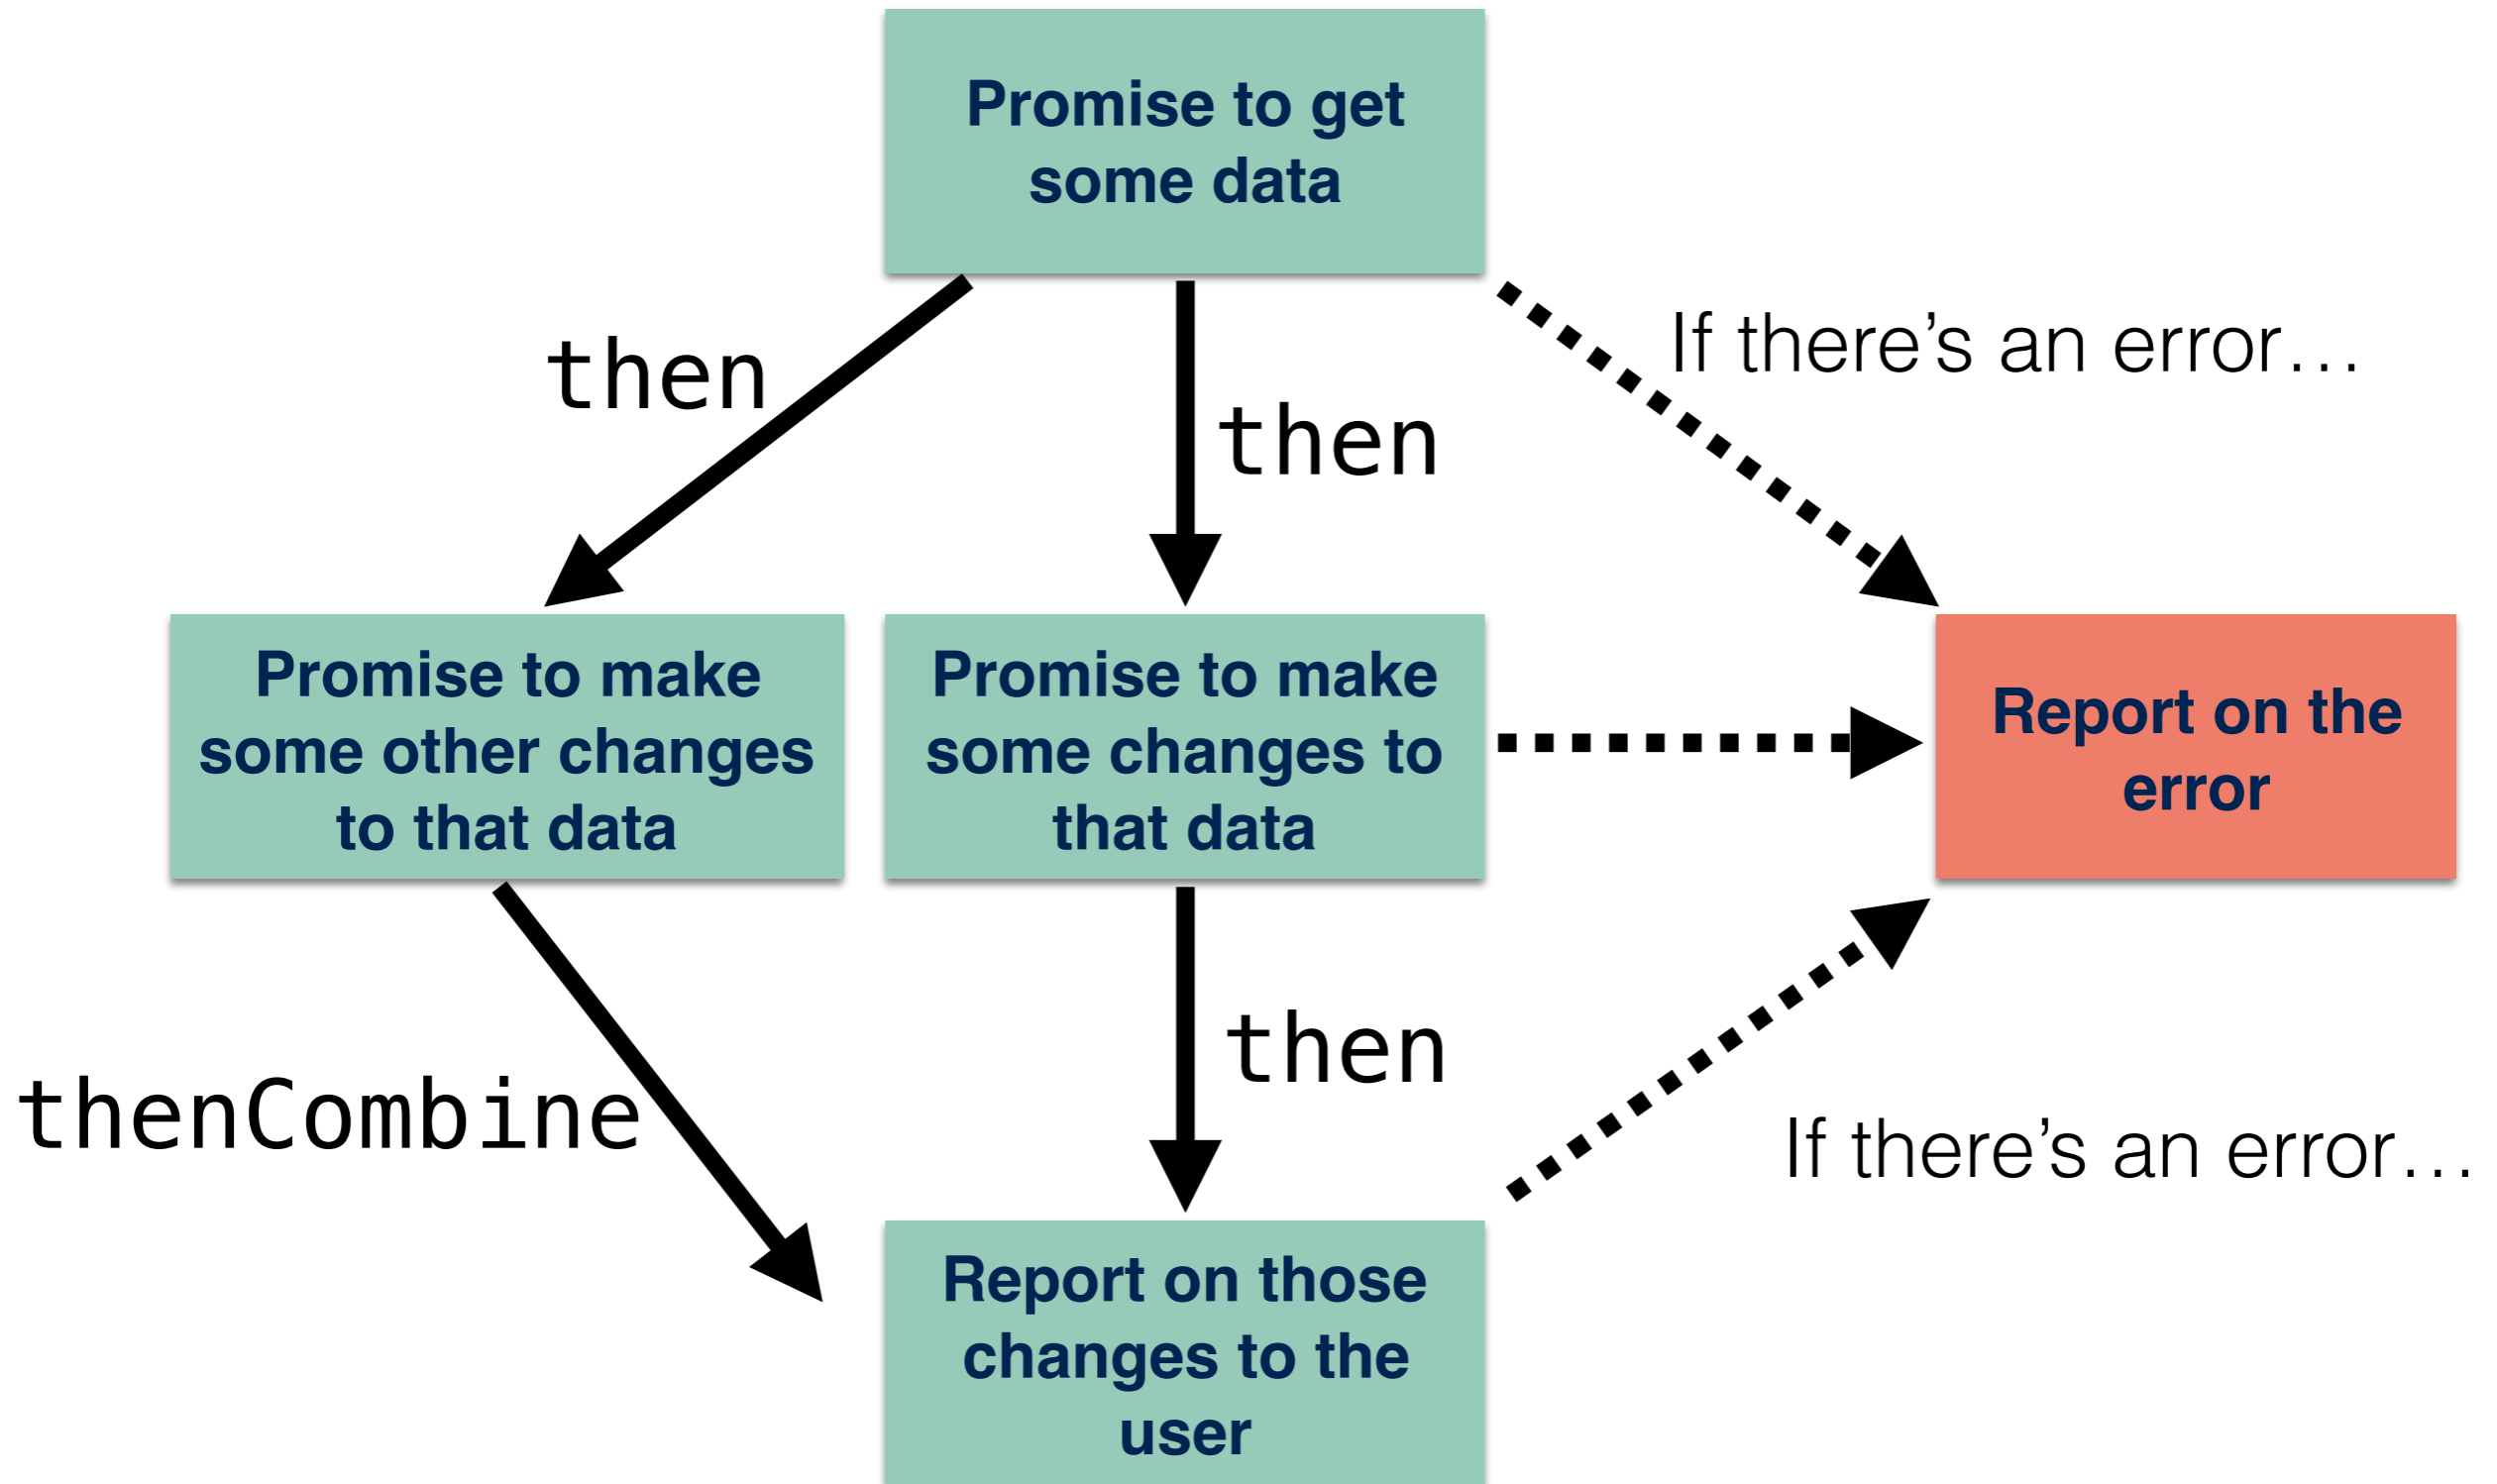 Promise to get
some data
then
then
If there’s an error…
Promise to make
some other changes
to that data
Promise to make
some changes to
that data
Report on the
error
thenCombine
then
If there’s an error…
Report on those
changes to the
user